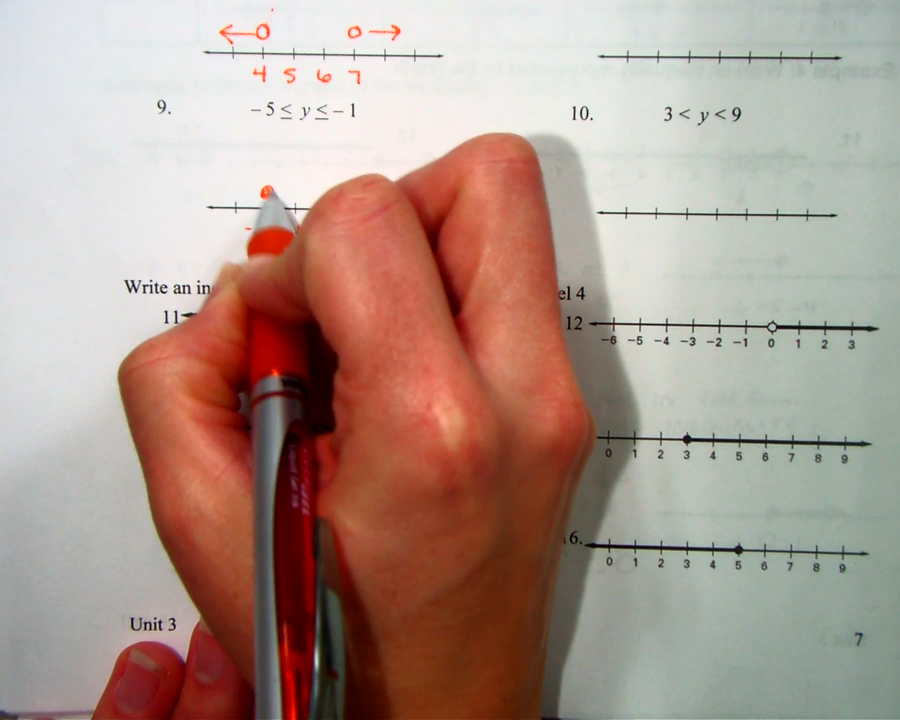 4 5 6 7
9. −5 ≤ y ≤ −1
10. 3 < y < 9
Write an in
el 4
11
12
−6 −5 −4 −3 −2 −1 0 1 2 3
0 1 2 3 4 5 6 7 8 9
6.
0 1 2 3 4 5 6 7 8 9
Unit 3
7